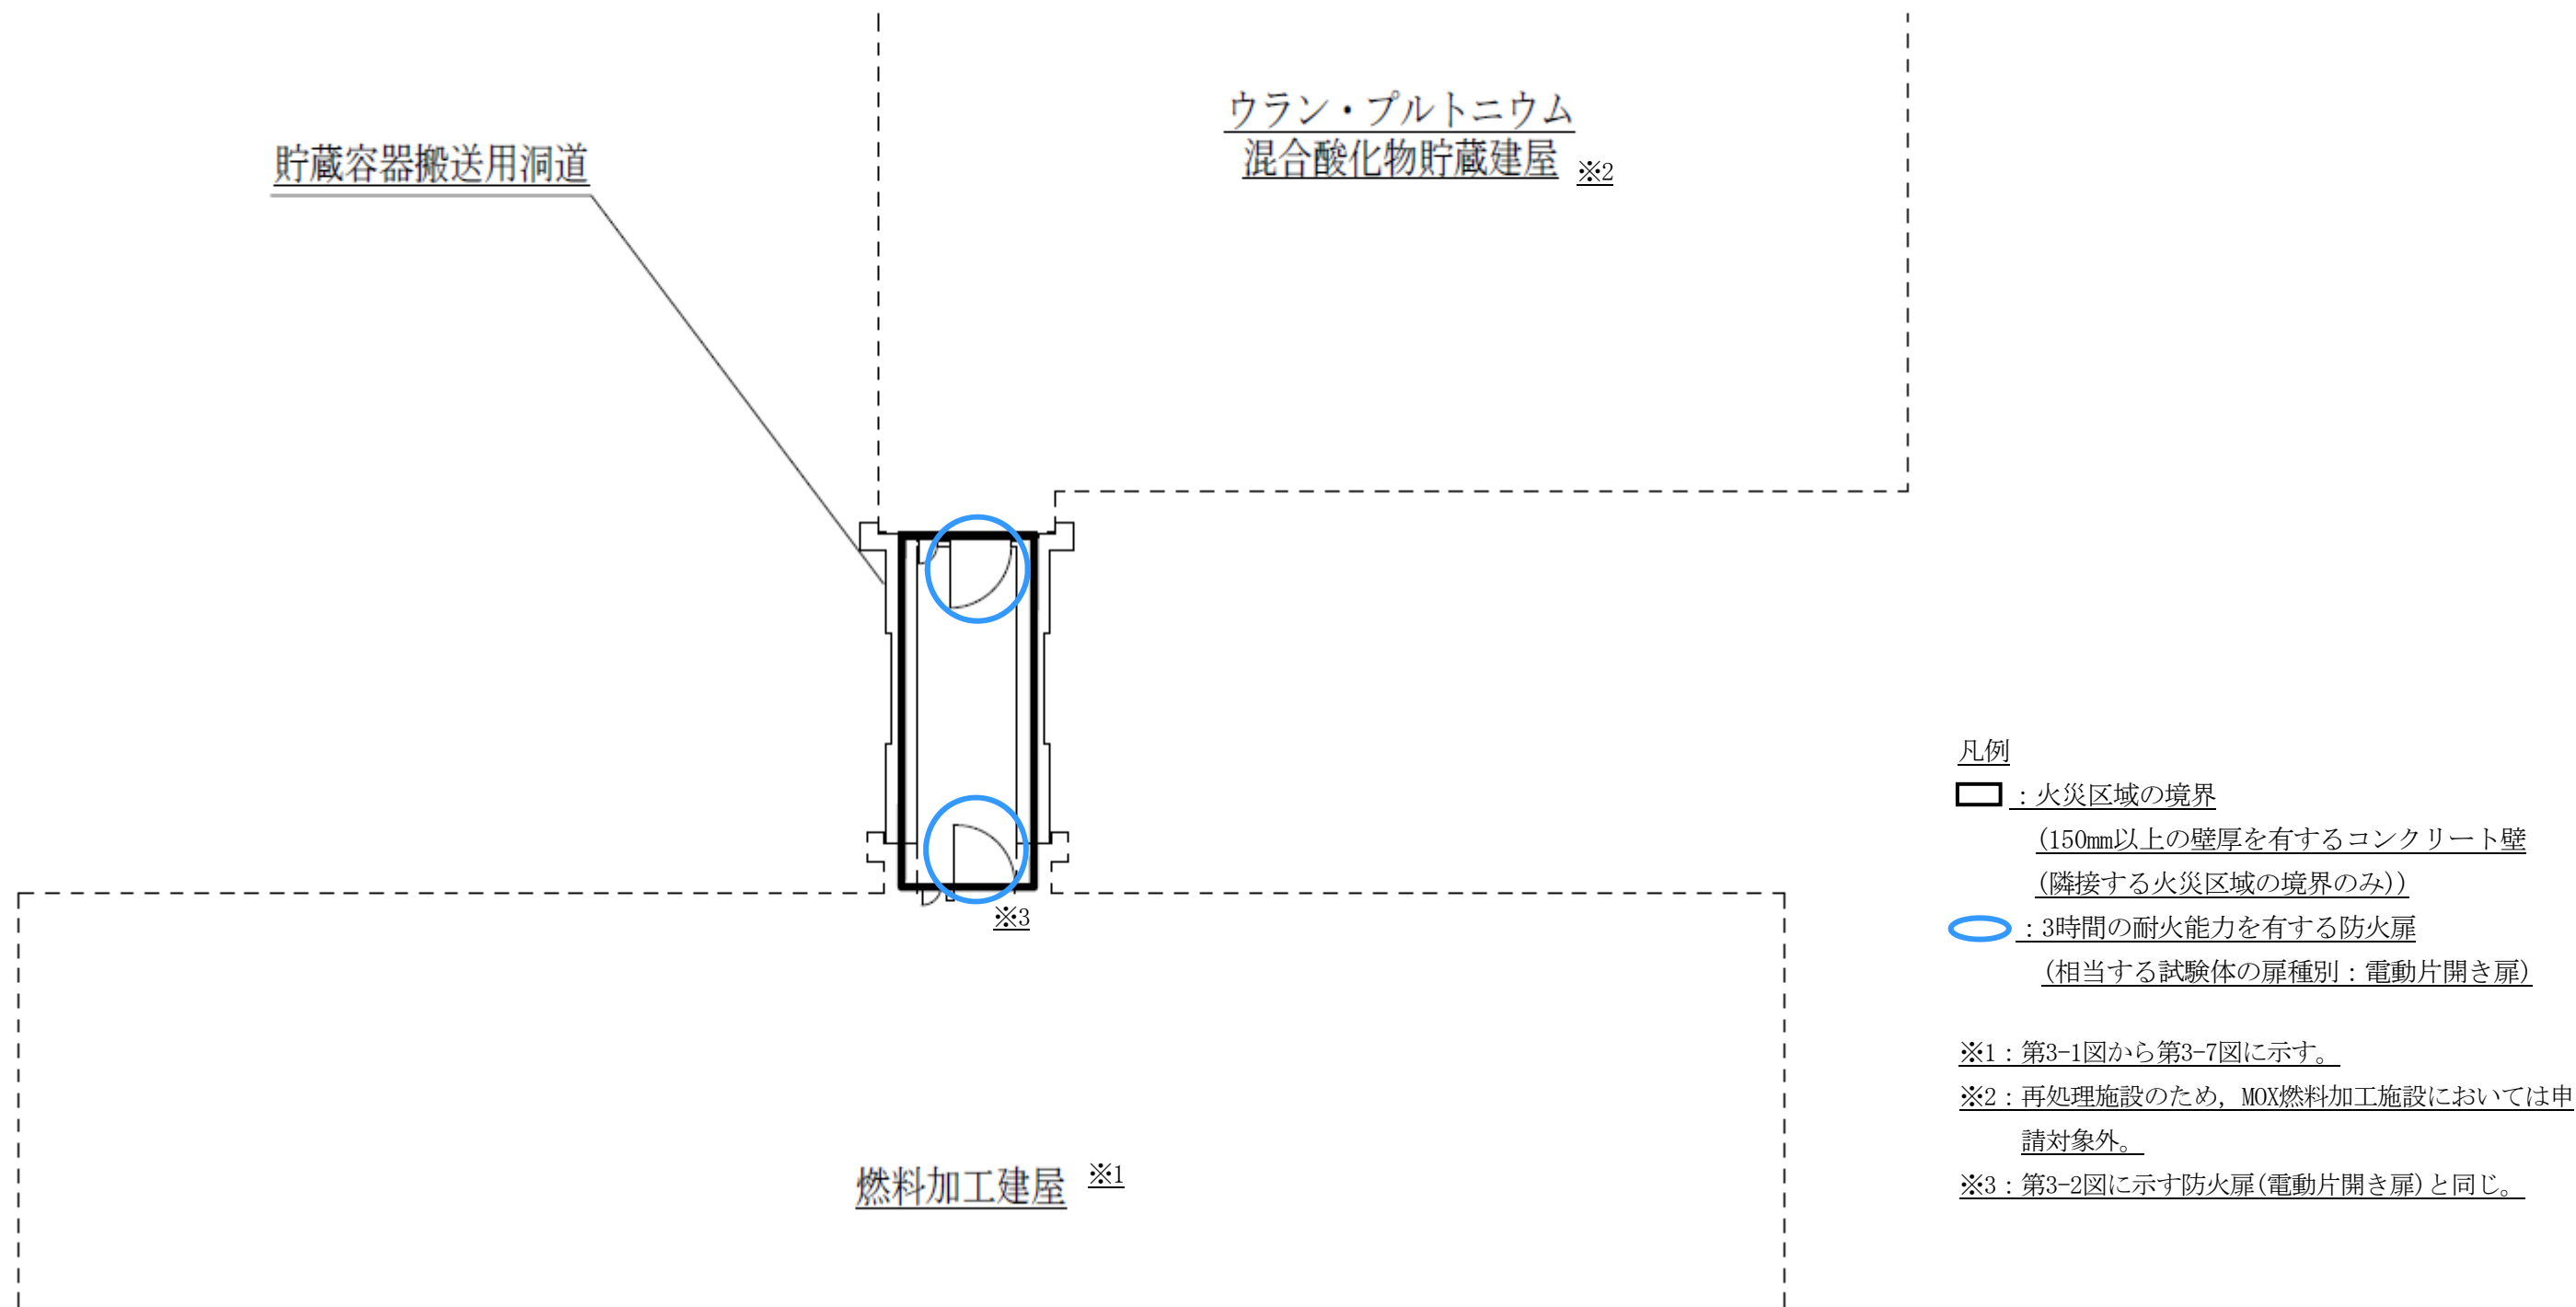 ウラン・プルトニウム
混合酸化物貯蔵建屋 ※2
貯蔵容器搬送用洞道
※3
燃料加工建屋 ※1
凡例
：火災区域の境界
(150mm以上の壁厚を有するコンクリート壁
(隣接する火災区域の境界のみ))
：3時間の耐火能力を有する防火扉
(相当する試験体の扉種別：電動片開き扉)
※1：第3-1図から第3-7図に示す。
※2：再処理施設のため，MOX燃料加工施設においては申
請対象外。
※3：第3-2図に示す防火扉(電動片開き扉)と同じ。